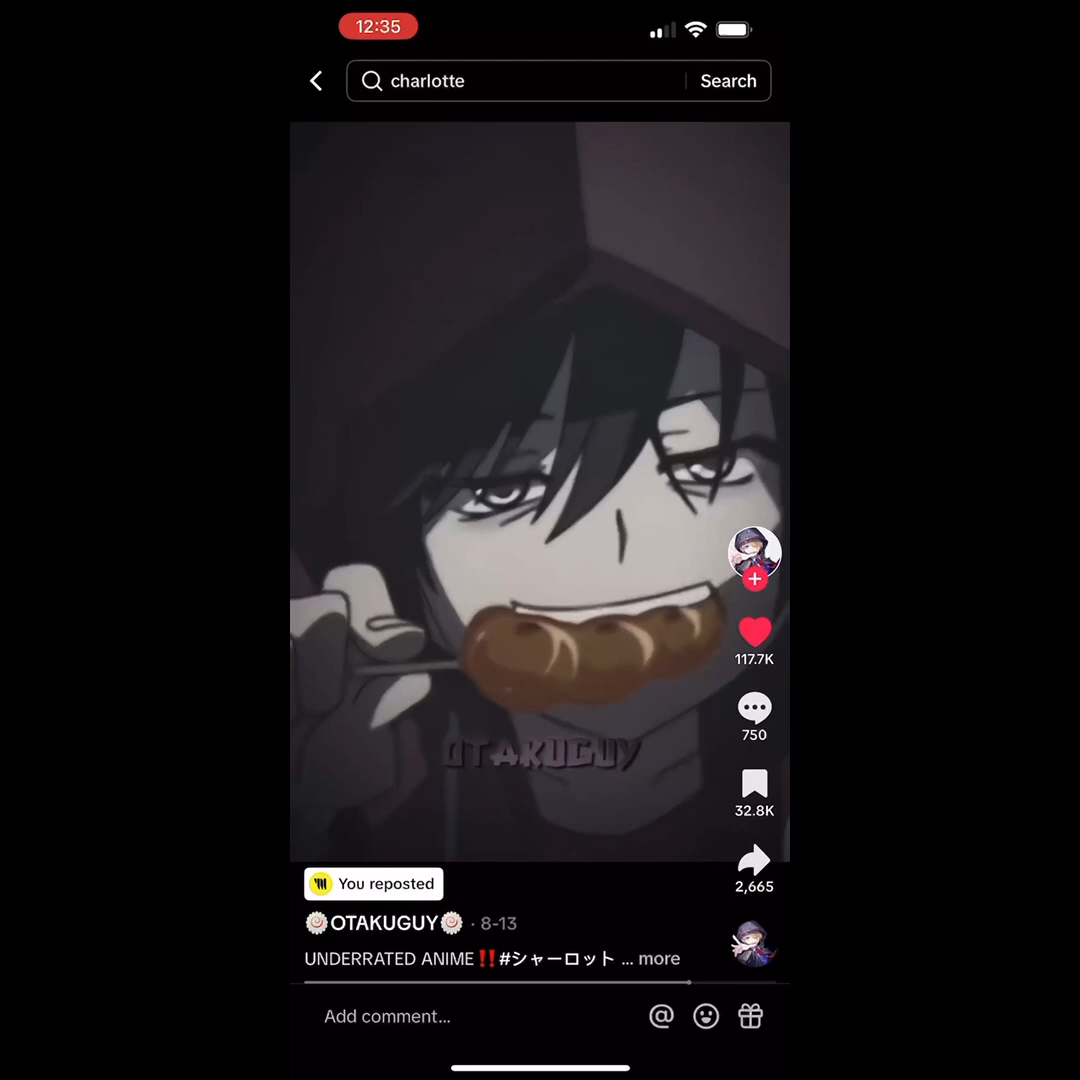 12:35
charlotte
Search
OTAKUGUY
117.7K
750
32.8K
2,665
You reposted
🍥OTAKUGUY🍥 · 8-13
UNDERRATED ANIME‼️#シャーロット ... more
Add comment...